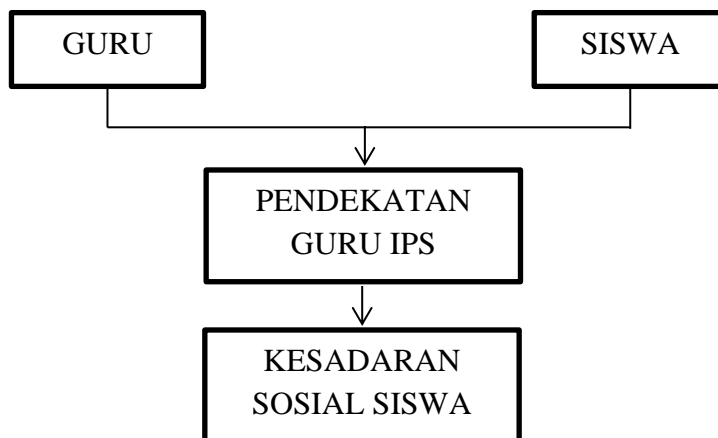 GURU
SISWA
PENDEKATAN
GURU IPS
KESADARAN
SOSIAL SISWA